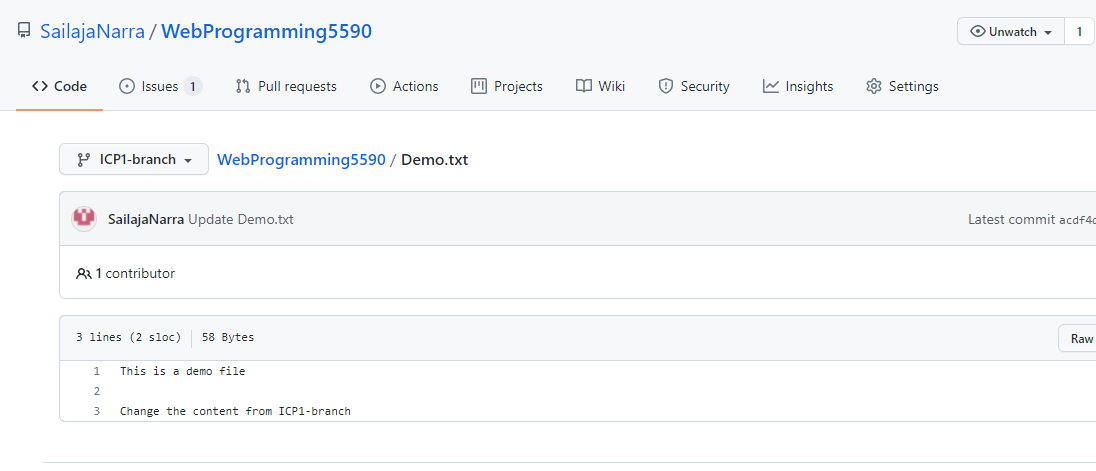 SailajaNarra / WebProgramming5590
Unwatch 1
Code Issues 1 Pull requests Actions Projects Wiki Security Insights Settings
ICP1-branch WebProgramming5590 / Demo.txt
SailajaNarra Update Demo.txt Latest commit
1 contributor
3 lines (2 sloc) 58 Bytes Raw
1 This is a demo file
2
3 Change the content from ICP1-branch